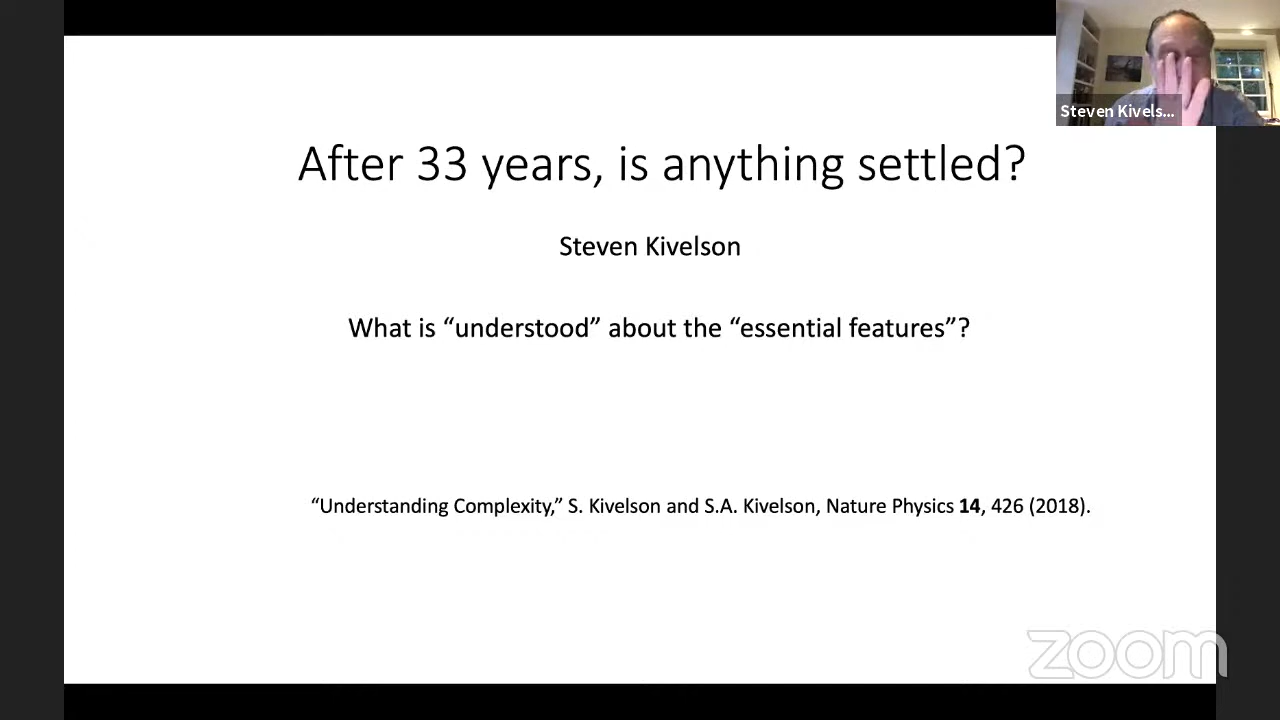 Steven Kivels...
After 33 years, is anything settled?
Steven Kivelson
What is “understood” about the “essential features”?
“Understanding Complexity,” S. Kivelson and S.A. Kivelson, Nature Physics 14, 426 (2018).
zoom